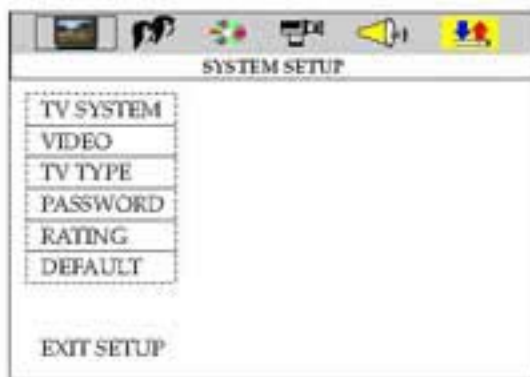 SYSTEM SETUP
TV SYSTEM
VIDEO
TV TYPE
PASSWORD
RATING
DEFAULT
EXIT SETUP